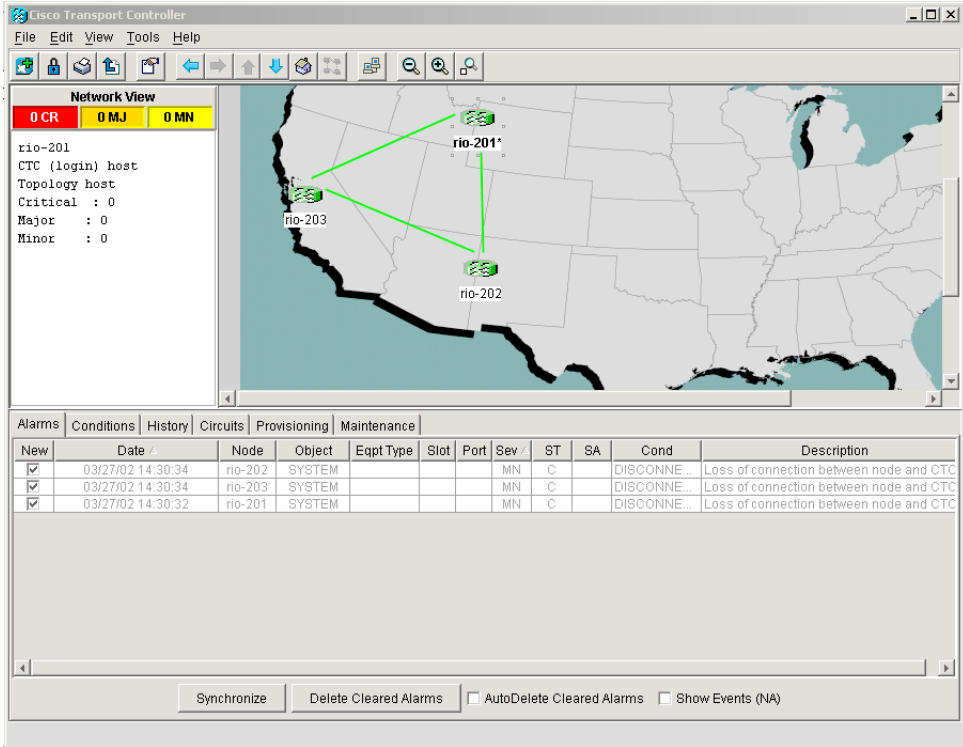 Cisco Transport Controller
File Edit View Tools Help
Network View
0 CR 0 MJ 0 MN
rio-201
CTC (login) host
Topology host
Critical : 0
Major : 0
Minor : 0
rio-201*
rio-203
rio-202
Alarms Conditions History Circuits Provisioning Maintenance
New Date Node Object Eqpt Type Slot Port Sev ST SA Cond Description
03/27/02 14:30:34 rio-202 SYSTEM MN C DISCONNE... Loss of connection between node and CTC
03/27/02 14:30:34 rio-203 SYSTEM MN C DISCONNE... Loss of connection between node and CTC
03/27/02 14:30:32 rio-201 SYSTEM MN C DISCONNE... Loss of connection between node and CTC
Synchronize Delete Cleared Alarms AutoDelete Cleared Alarms Show Events (NA)